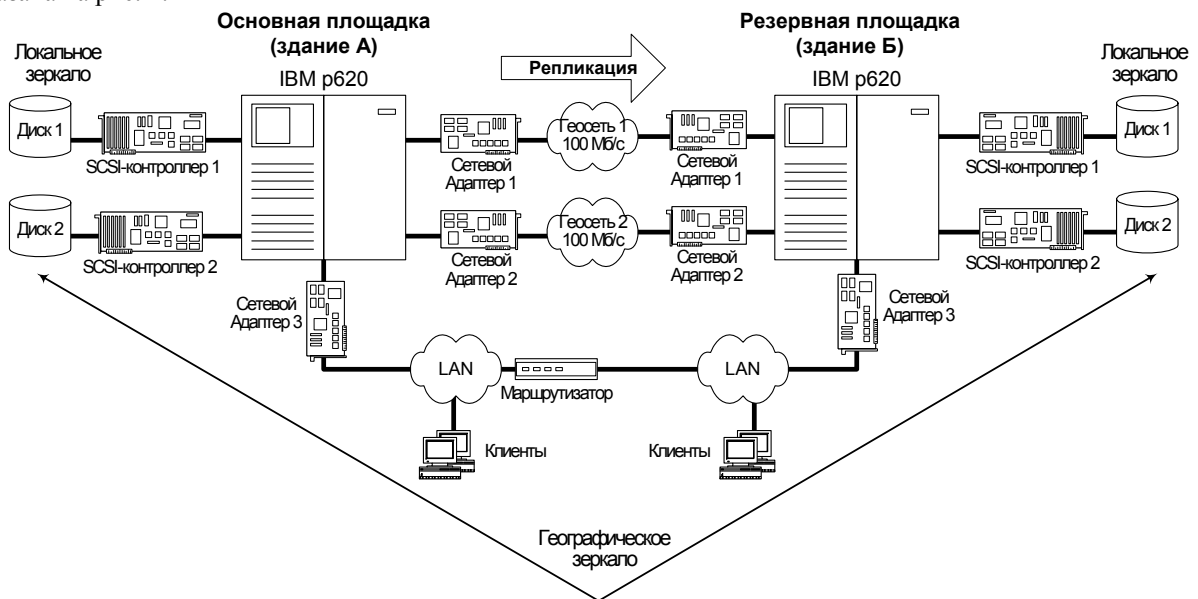 Основная площадка
(здание А)
Резервная площадка
(здание Б)
Локальное
зеркало
IBM p620
Репликация
IBM p620
Локальное
зеркало
Диск 1
SCSI-контроллер 1
Сетевой
Адаптер 1
Геосеть 1
100 Мб/с
Сетевой
Адаптер 1
SCSI-контроллер 1
Диск 1
Диск 2
SCSI-контроллер 2
Сетевой
Адаптер 2
Геосеть 2
100 Мб/с
Сетевой
Адаптер 2
SCSI-контроллер 2
Диск 2
Сетевой
Адаптер 3
Сетевой
Адаптер 3
LAN
Маршрутизатор
LAN
Клиенты
Клиенты
Географическое
зеркало